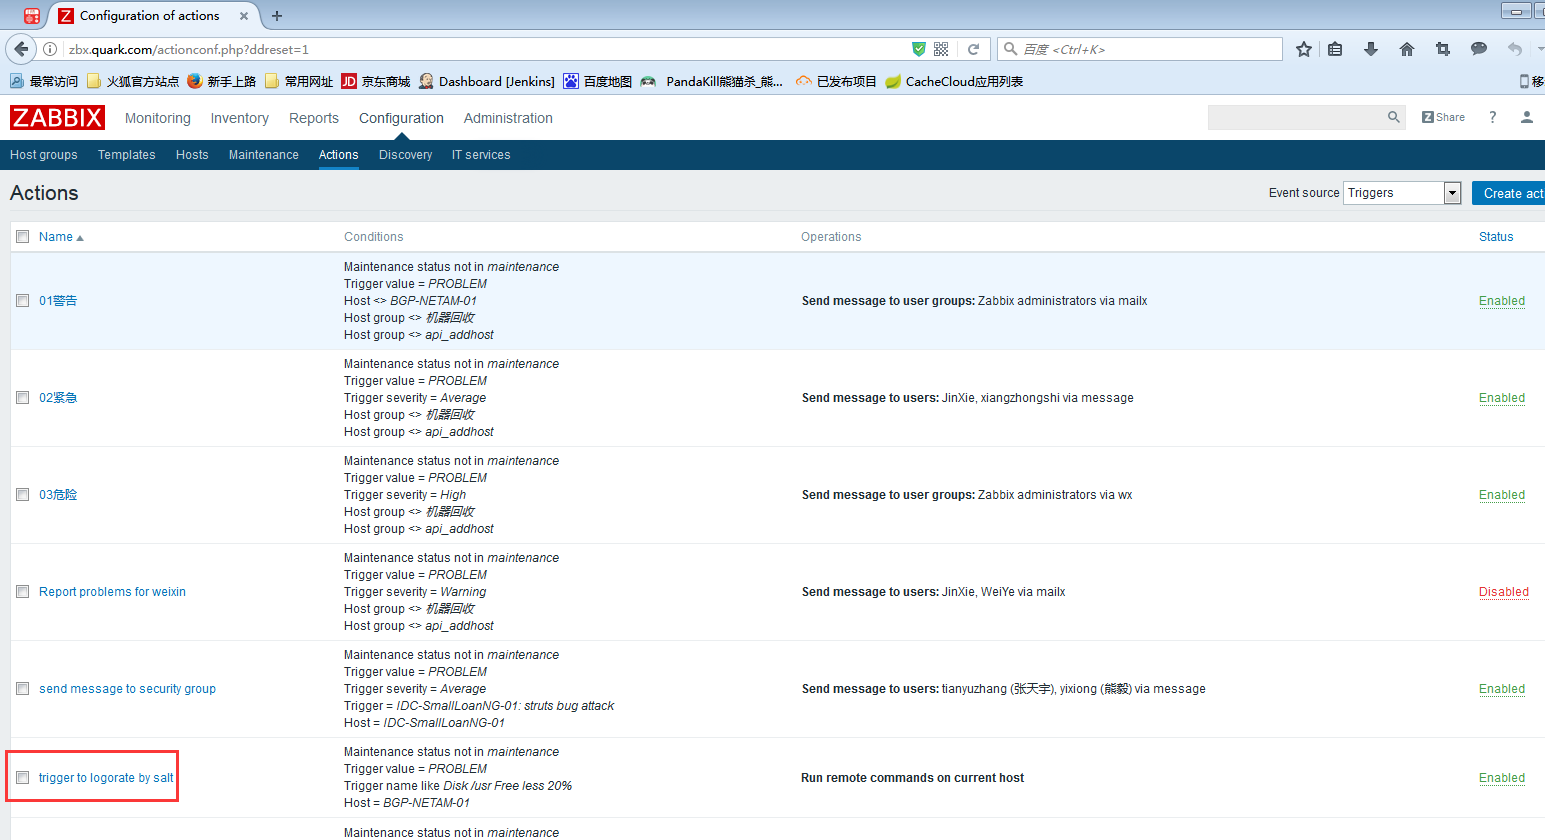 Configuration of actions
zbx.quark.com/actionconf.php?ddreset=1
百度 <Ctrl+K>
最常访问 火狐官方站点 新手上路 常用网址 JD 京东商城 Dashboard [Jenkins] 百度地图 PandaKill熊猫杀_熊... 已发布项目 CacheCloud应用列表 移
ZABBIX Monitoring Inventory Reports Configuration Administration Z Share ?
Host groups Templates Hosts Maintenance Actions Discovery IT services
Actions Event source Triggers Create act
Name Conditions Operations Status
Maintenance status not in maintenance
Trigger value = PROBLEM
01警告 Host <> BGP-NETAM-01 Send message to user groups: Zabbix administrators via mailx Enabled
Host group <> 机器回收
Host group <> api_addhost
Maintenance status not in maintenance
Trigger value = PROBLEM
02紧急 Trigger severity = Average Send message to users: JinXie, xiangzhongshi via message Enabled
Host group <> 机器回收
Host group <> api_addhost
Maintenance status not in maintenance
Trigger value = PROBLEM
03危险 Trigger severity = High Send message to user groups: Zabbix administrators via wx Enabled
Host group <> 机器回收
Host group <> api_addhost
Maintenance status not in maintenance
Trigger value = PROBLEM
Report problems for weixin Trigger severity = Warning Send message to users: JinXie, WeiYe via mailx Disabled
Host group <> 机器回收
Host group <> api_addhost
Maintenance status not in maintenance
Trigger value = PROBLEM
send message to security group Trigger severity = Average Send message to users: tianyuzhang (张天宇), yixiong (熊毅) via message Enabled
Trigger = IDC-SmallLoanNG-01: struts bug attack
Host = IDC-SmallLoanNG-01
Maintenance status not in maintenance
Trigger value = PROBLEM
trigger to logorate by salt Run remote commands on current host Enabled
Trigger name like Disk /usr Free less 20%
Host = BGP-NETAM-01
Maintenance status not in maintenance